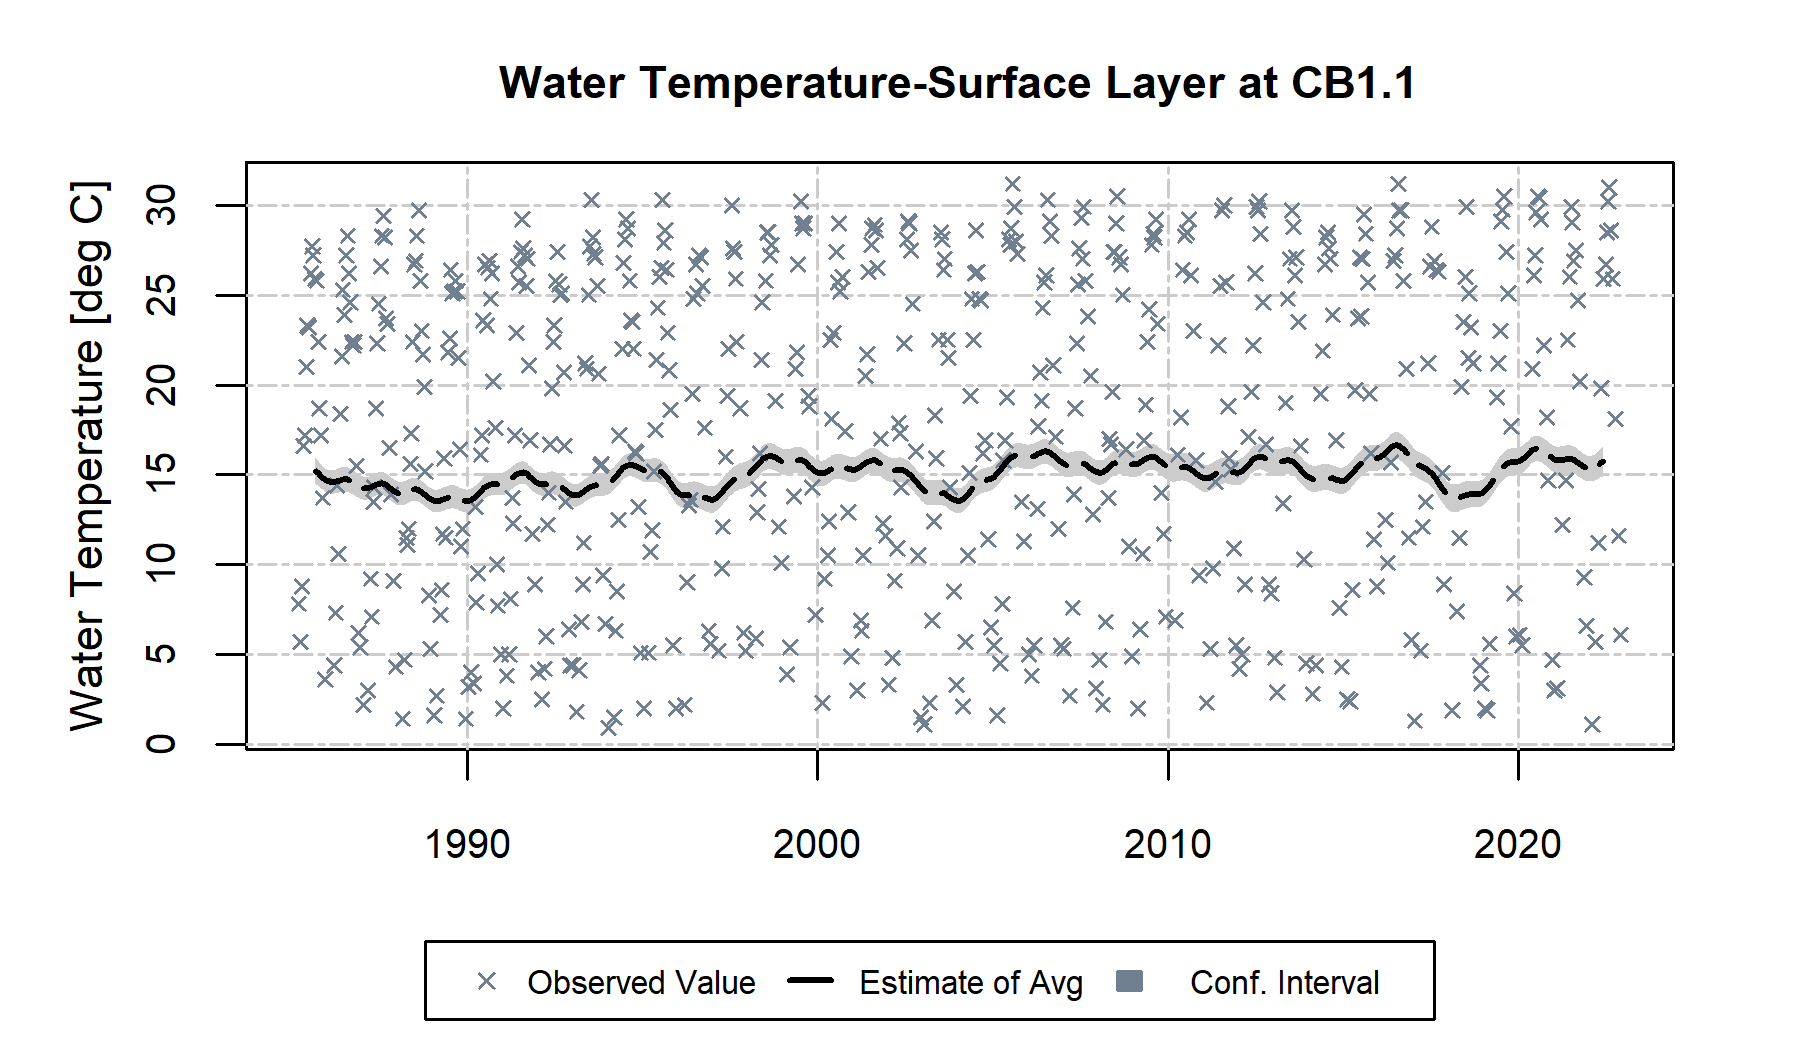 Water Temperature-Surface Layer at CB1.1
Water Temperature [deg C]
30
25
20
15
10
5
0
1990 2000 2010 2020
Observed Value Estimate of Avg Conf. Interval